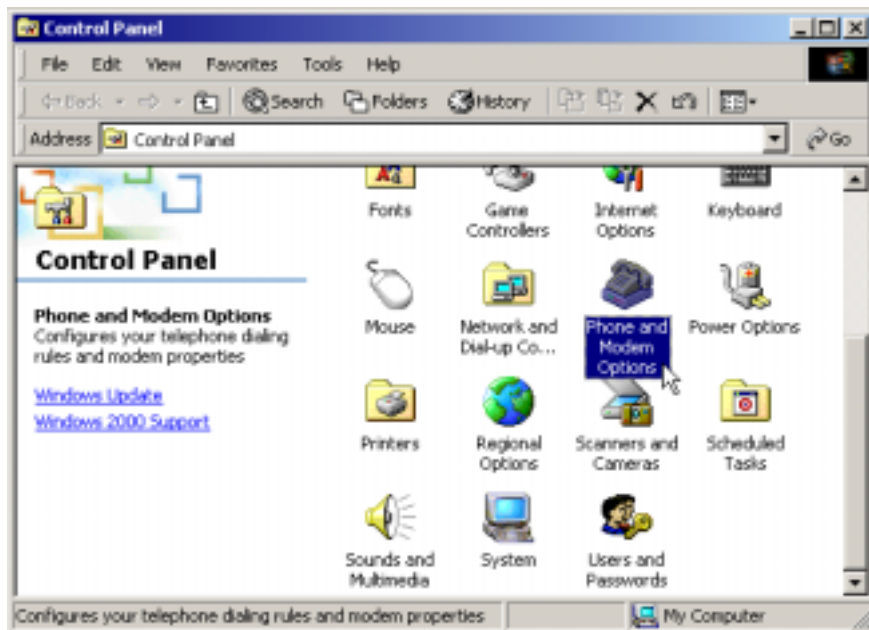 Control Panel
File Edit View Favorites Tools Help
Back Search Folders History
Address Control Panel Go
Fonts
Game
Controllers
Internet
Options
Keyboard
Control Panel
Phone and Modem Options
Configures your telephone dialing
rules and modem properties
Windows Update
Windows 2000 Support
Mouse
Network and
Dial-up Co...
Phone and
Modem
Options
Power Options
Printers
Regional
Options
Scanners and
Cameras
Scheduled
Tasks
Sounds and
Multimedia
System
Users and
Passwords
Configures your telephone dialing rules and modem properties
My Computer